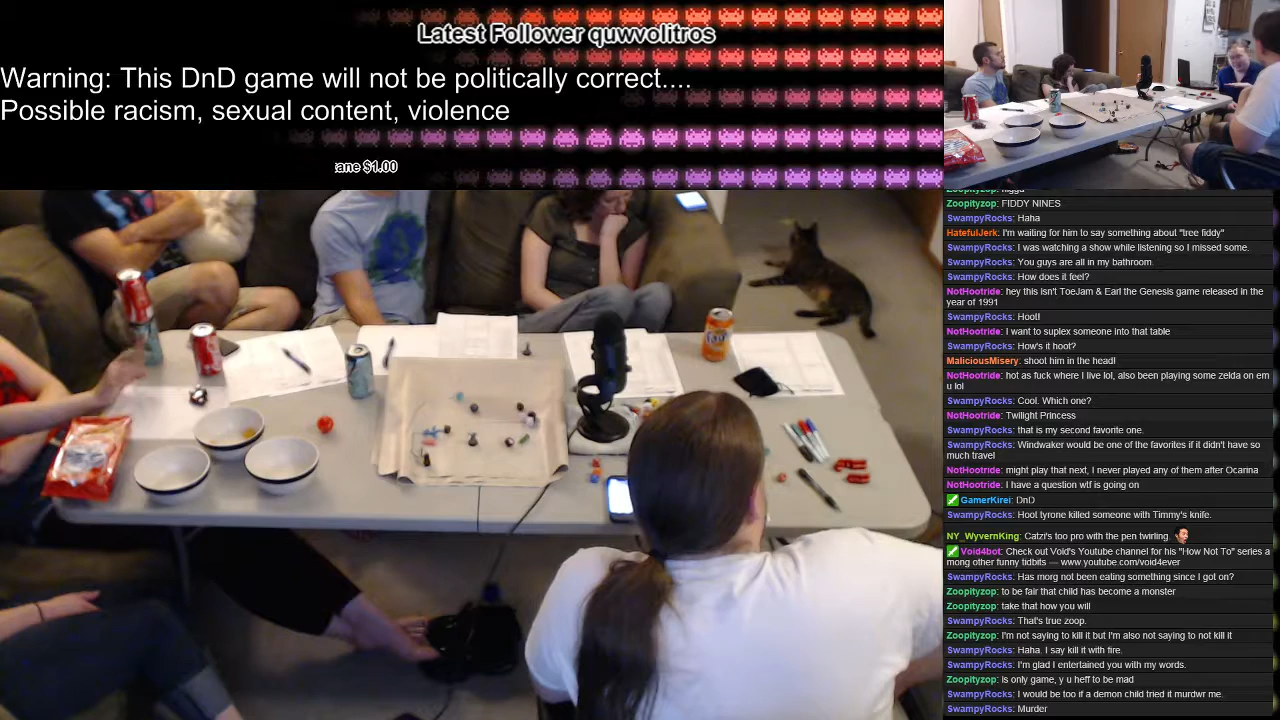 Latest Follower quwvolitros
Warning: This DnD game will not be politically correct....
Possible racism, sexual content, violence
ane $1.00
Zoopityzop: FIDDY NINES
SwampyRocks: Haha
HatefulJerk: I'm waiting for him to say something about "tree fiddy"
SwampyRocks: I was watching a show while listening so I missed some.
SwampyRocks: You guys are all in my bathroom.
SwampyRocks: How does it feel?
NotHootride: hey this isn't ToeJam & Earl the Genesis game released in the
year of 1991
SwampyRocks: Hoot!
NotHootride: I want to suplex someone into that table
SwampyRocks: How's it hoot?
MaliciousMisery: shoot him in the head!
NotHootride: hot as fuck where I live lol, also been playing some zelda on em
u lol
SwampyRocks: Cool. Which one?
NotHootride: Twilight Princess
SwampyRocks: that is my second favorite one.
SwampyRocks: Windwaker would be one of the favorites if it didn't have so
much travel
NotHootride: might play that next, I never played any of them after Ocarina
NotHootride: I have a question wtf is going on
GamerKirei: DnD
SwampyRocks: Hoot tyrone killed someone with Timmy's knife.
NY_WyvernKing: Catzi's too pro with the pen twirling
Void4bot: Check out Void's Youtube channel for his "How Not To" series a
mong other funny tidbits — www.youtube.com/void4ever
SwampyRocks: Has morg not been eating something since I got on?
Zoopityzop: to be fair that child has become a monster
Zoopityzop: take that how you will
SwampyRocks: That's true zoop.
Zoopityzop: I'm not saying to kill it but I'm also not saying to not kill it
SwampyRocks: Haha. I say kill it with fire.
SwampyRocks: I'm glad I entertained you with my words.
Zoopityzop: is only game, y u heff to be mad
SwampyRocks: I would be too if a demon child tried it murdwr me.
SwampyRocks: Murder